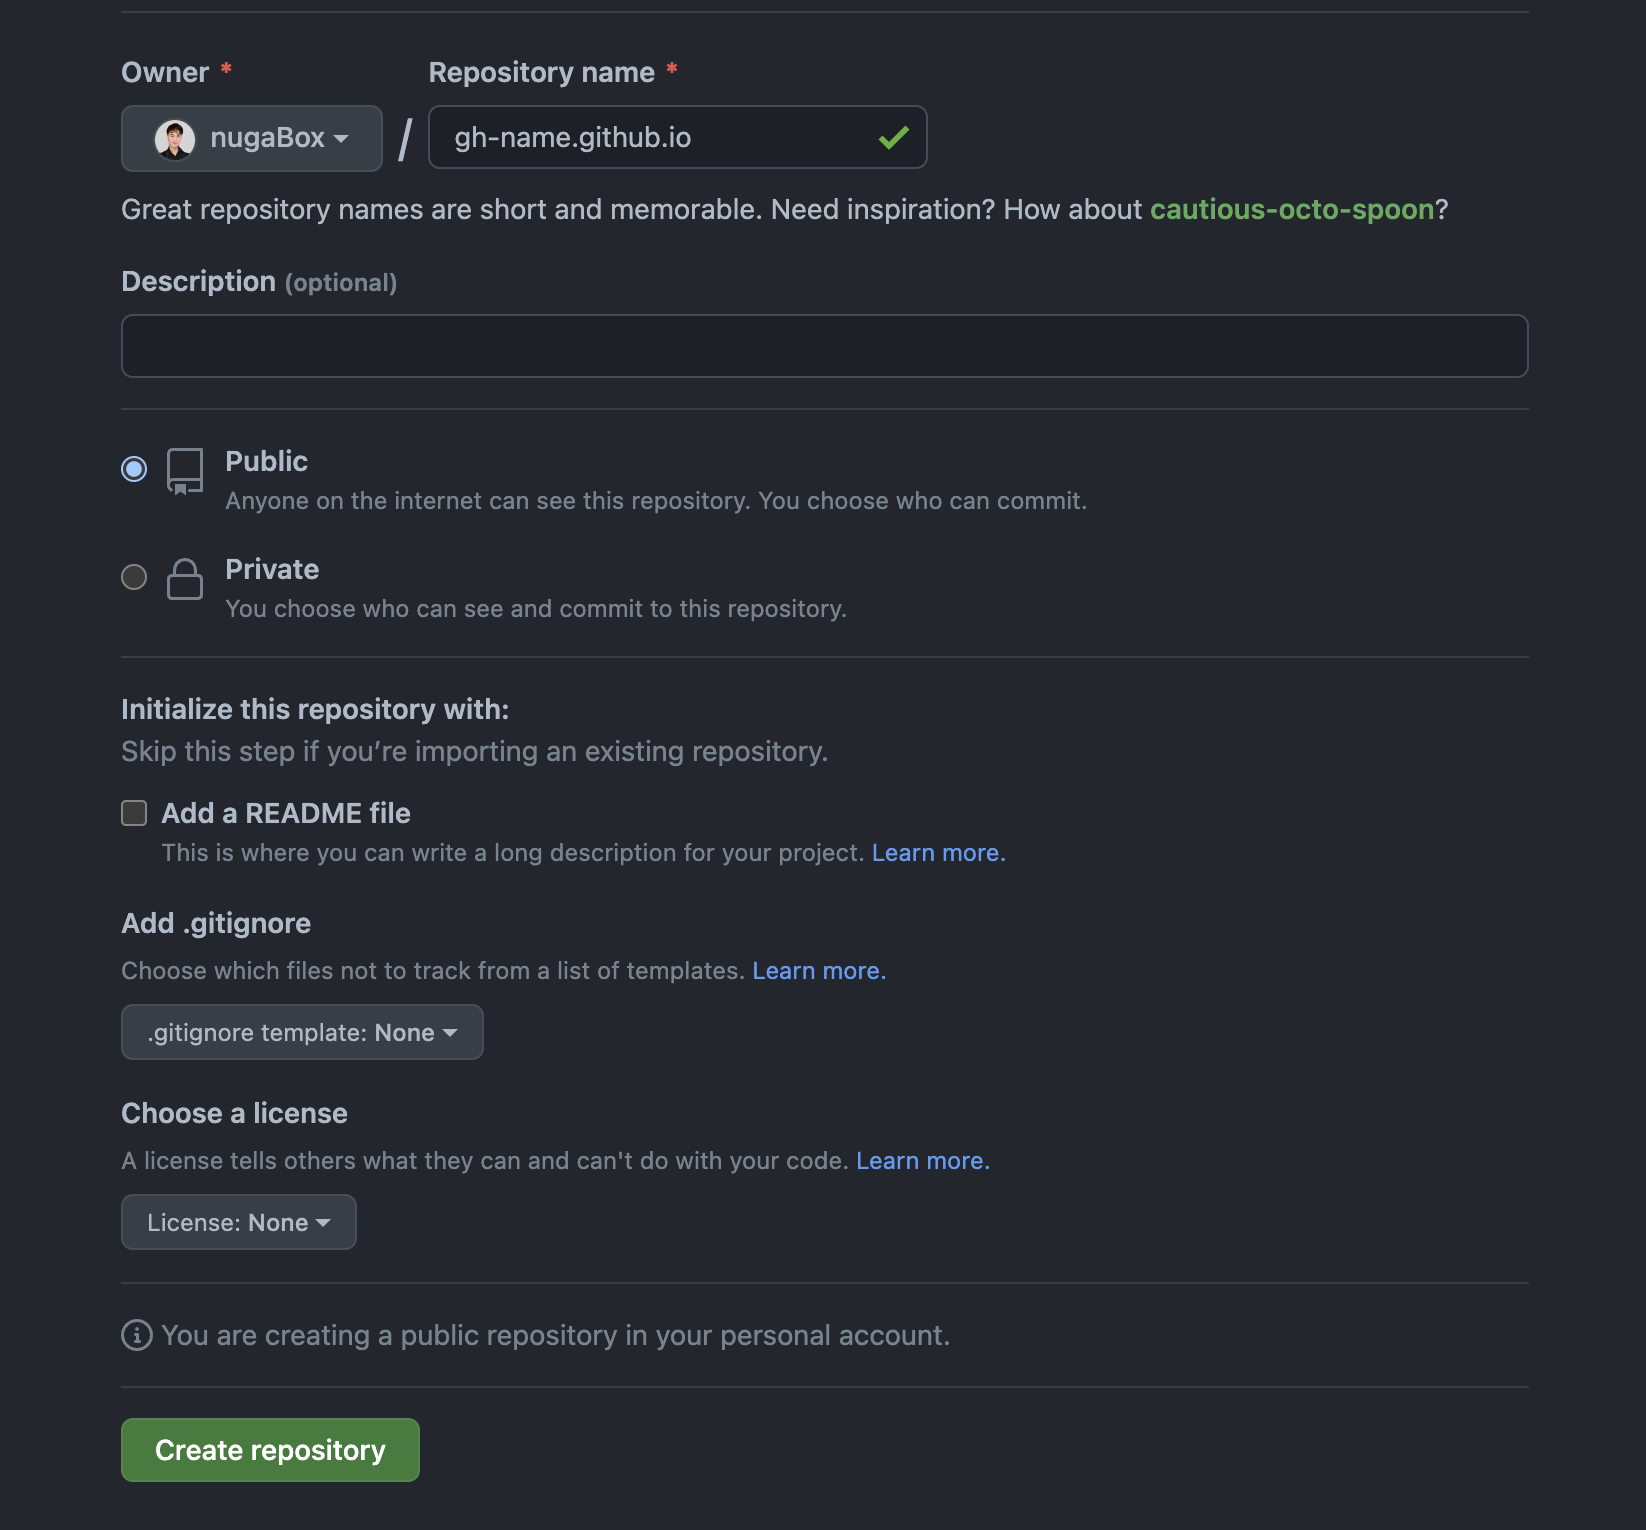 Owner *
Repository name *
nugaBox
/
gh-name.github.io
Great repository names are short and memorable. Need inspiration? How about cautious-octo-spoon?
Description (optional)
Public
Anyone on the internet can see this repository. You choose who can commit.
Private
You choose who can see and commit to this repository.
Initialize this repository with:
Skip this step if you’re importing an existing repository.
Add a README file
This is where you can write a long description for your project. Learn more.
Add .gitignore
Choose which files not to track from a list of templates. Learn more.
.gitignore template: None
Choose a license
A license tells others what they can and can't do with your code. Learn more.
License: None
You are creating a public repository in your personal account.
Create repository